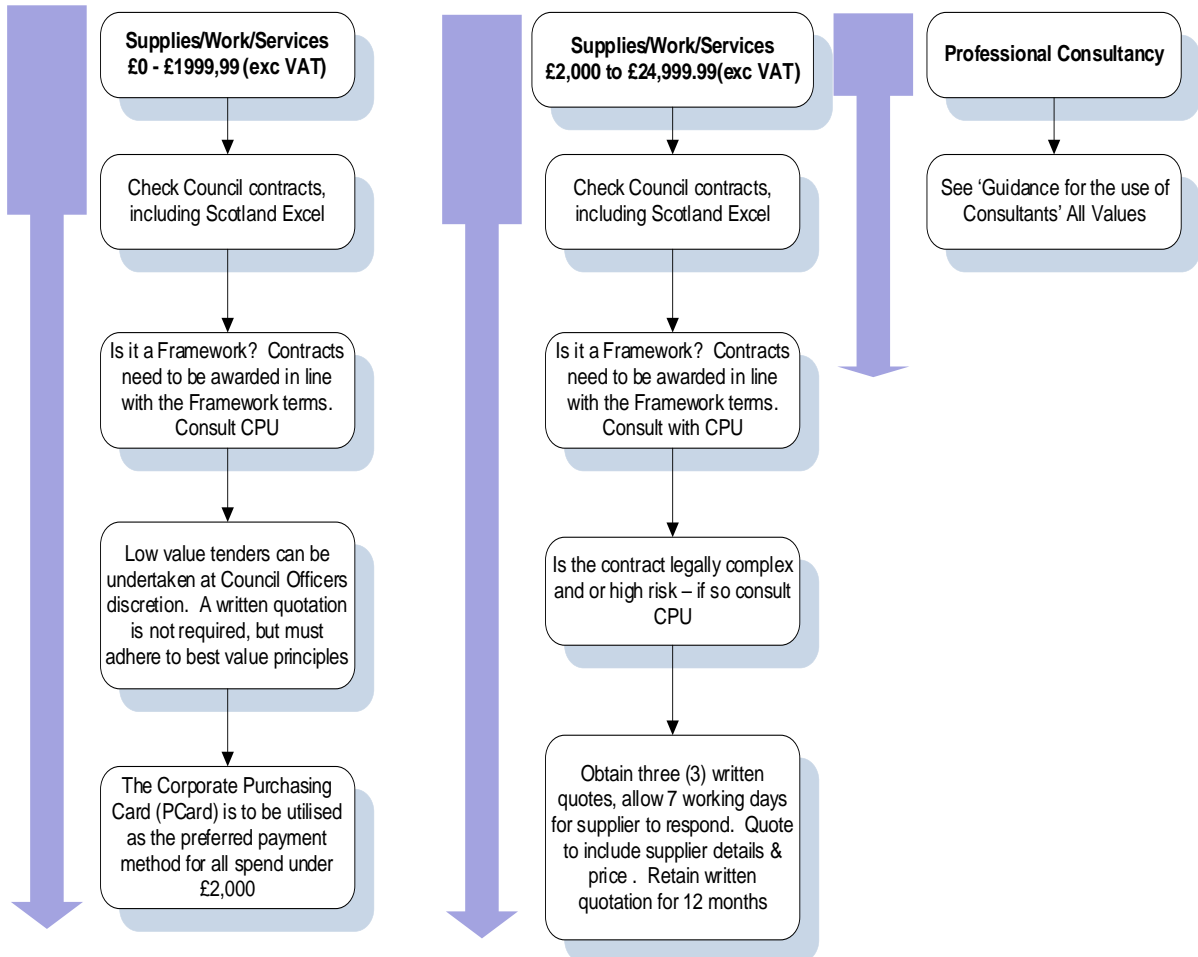 Supplies/Work/Services
£0 - £1999,99 (exc VAT)
Check Council contracts,
including Scotland Excel
Is it a Framework?  Contracts
need to be awarded in line
with the Framework terms.
Consult CPU
Low value tenders can be
undertaken at Council Officers
discretion.  A written quotation
is not required, but must
adhere to best value principles
The Corporate Purchasing
Card (PCard) is to be utilised
as the preferred payment
method for all spend under
£2,000
Supplies/Work/Services
£2,000 to £24,999.99(exc VAT)
Check Council contracts,
including Scotland Excel
Is it a Framework?  Contracts
need to be awarded in line
with the Framework terms.
Consult with CPU
Is the contract legally complex
and or high risk – if so consult
CPU
Obtain three (3) written
quotes, allow 7 working days
for supplier to respond.  Quote
to include supplier details &
price .  Retain written
quotation for 12 months
Professional Consultancy
See ‘Guidance for the use of
Consultants’ All Values